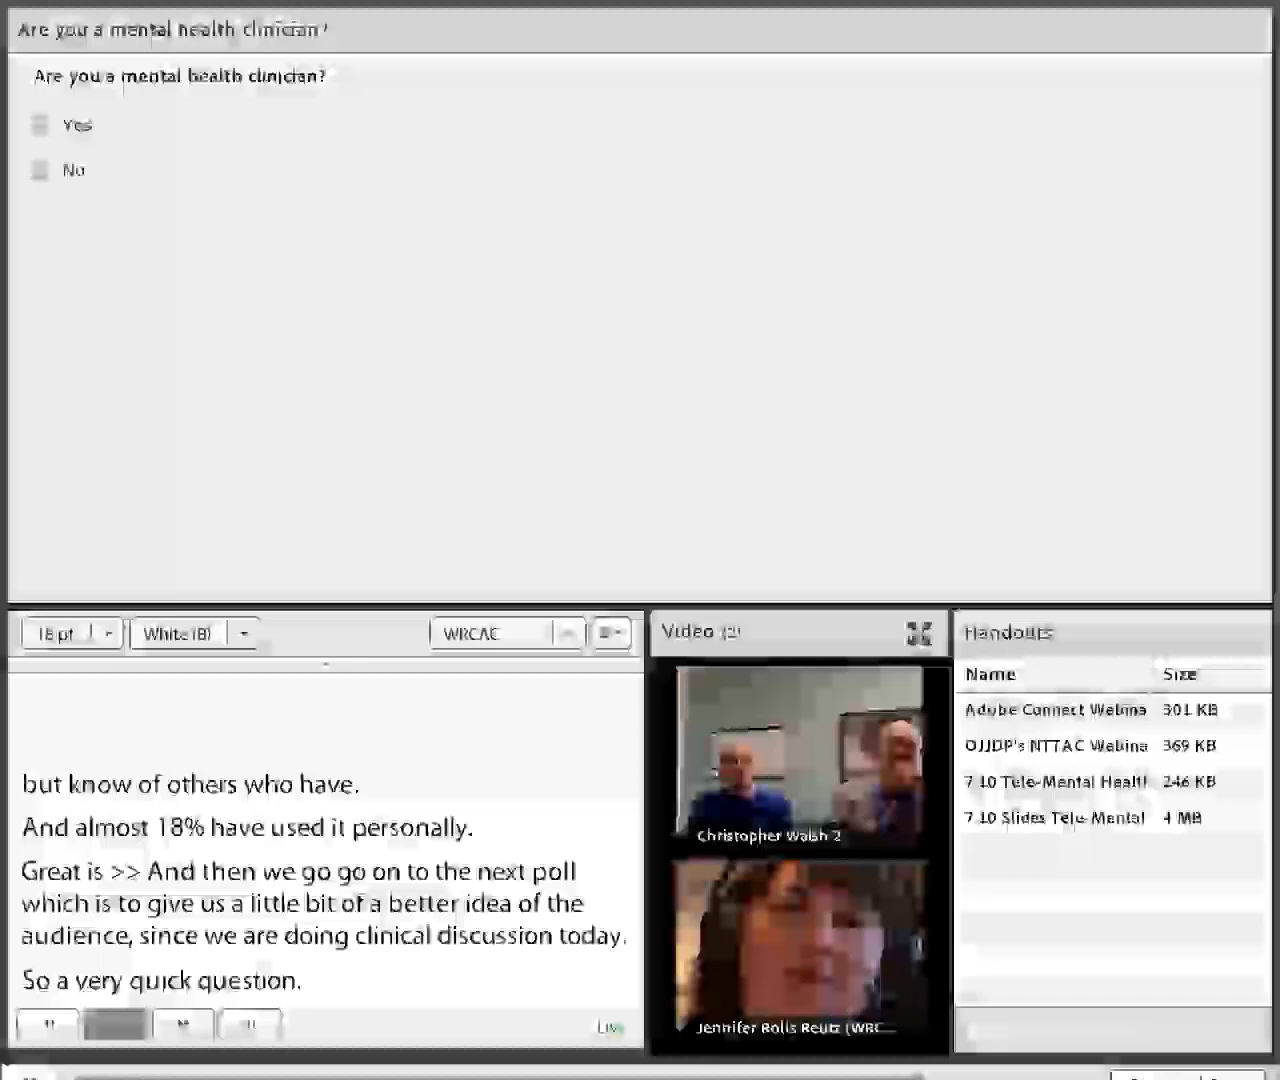 Are you a mental health clinician?
Are you a mental health clinician?
Yes
No
18 pt
White (B)
WRCAC
but know of others who have.
And almost 18% have used it personally.
Great is >> And then we go go on to the next poll
which is to give us a little bit of a better idea of the
audience, since we are doing clinical discussion today.
So a very quick question.
Live
Video (2)
Christopher Walsh 2
Jennifer Rolls Reutz (WRC...
Handouts
Name Size
Adobe Connect Webina 301 KB
OJJDP's NTTAC Webina 369 KB
7 10 Tele-Mental Health 246 KB
7 10 Slides Tele-Mental 4 MB